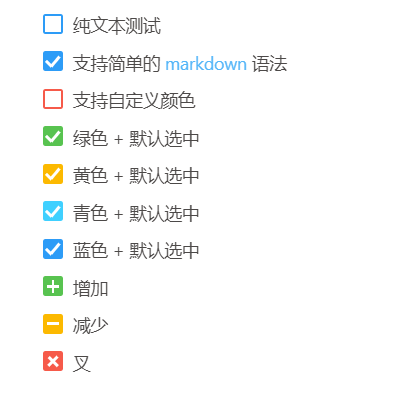 纯文本测试
支持简单的 markdown 语法
支持自定义颜色
绿色 + 默认选中
黄色 + 默认选中
青色 + 默认选中
蓝色 + 默认选中
增加
减少
叉